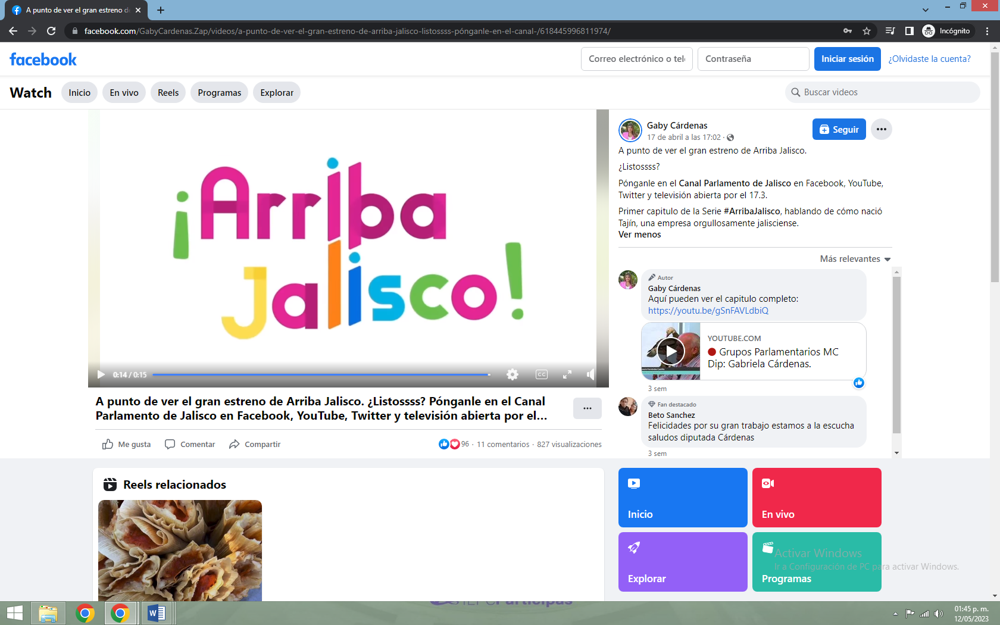 A punto de ver el gran estreno de
facebook.com/GabyCardenas.Zap/videos/a-punto-de-ver-el-gran-estreno-de-arriba-jalisco-listossss-pónganle-en-el-canal-/618445996811974/
Incógnito
facebook
Correo electrónico o telé
Contraseña
Iniciar sesión
¿Olvidaste la cuenta?
Watch
Inicio
En vivo
Reels
Programas
Explorar
Buscar videos
¡Arriba
Jalisco!
0:14 / 0:15
CC
A punto de ver el gran estreno de Arriba Jalisco. ¿Listossss? Pónganle en el Canal
Parlamento de Jalisco en Facebook, YouTube, Twitter y televisión abierta por el...
Me gusta
Comentar
Compartir
96 · 11 comentarios · 827 visualizaciones
Gaby Cárdenas
17 de abril a las 17:02 ·
Seguir
A punto de ver el gran estreno de Arriba Jalisco.
¿Listossss?
Pónganle en el Canal Parlamento de Jalisco en Facebook, YouTube,
Twitter y televisión abierta por el 17.3.
Primer capitulo de la Serie #ArribaJalisco, hablando de cómo nació
Tajín, una empresa orgullosamente jalisciense.
Ver menos
Más relevantes
Autor
Gaby Cárdenas
Aquí pueden ver el capitulo completo:
https://youtu.be/gSnFAVLdbiQ
YOUTUBE.COM
Grupos Parlamentarios MC
Dip: Gabriela Cárdenas.
3 sem
Fan destacado
Beto Sanchez
Felicidades por su gran trabajo estamos a la escucha
saludos diputada Cárdenas
3 sem
Reels relacionados
Inicio
En vivo
Explorar
Programas
Activar Windows
Ir a Configuración de PC para activar Windows.
01:45 p. m.
12/05/2023